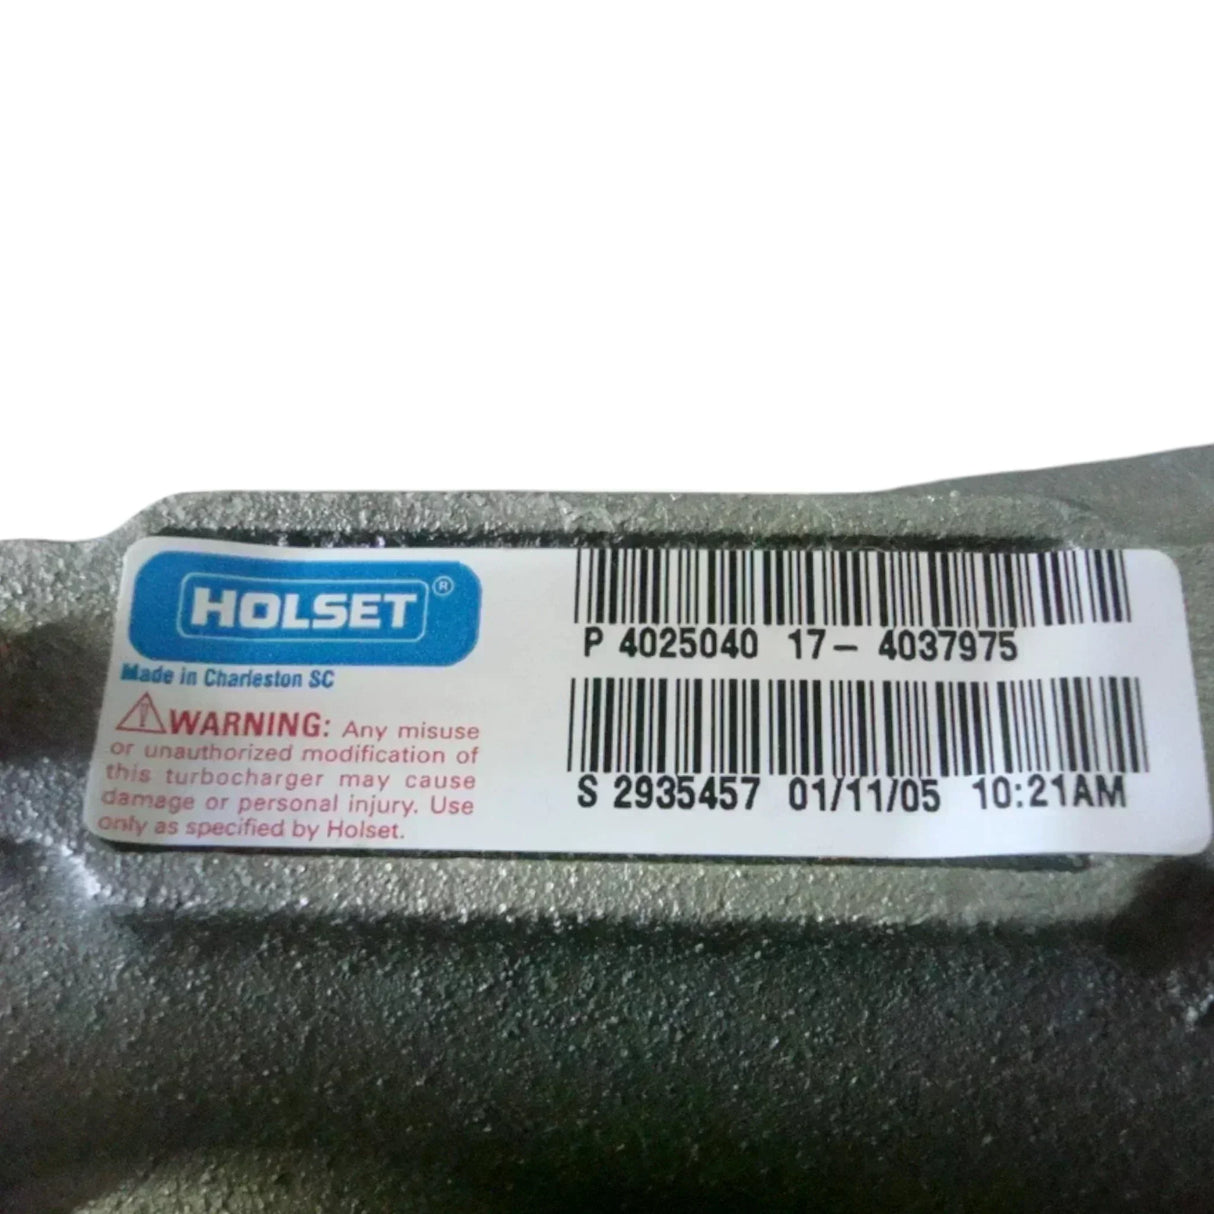 HOLSET®
Made in Charleston SC
WARNING: Any misuse
or unauthorized modification of
this turbocharger may cause
damage or personal injury. Use
only as specified by Holset.
P 4025040 17- 4037975
S 2935457 01/11/05 10:21AM